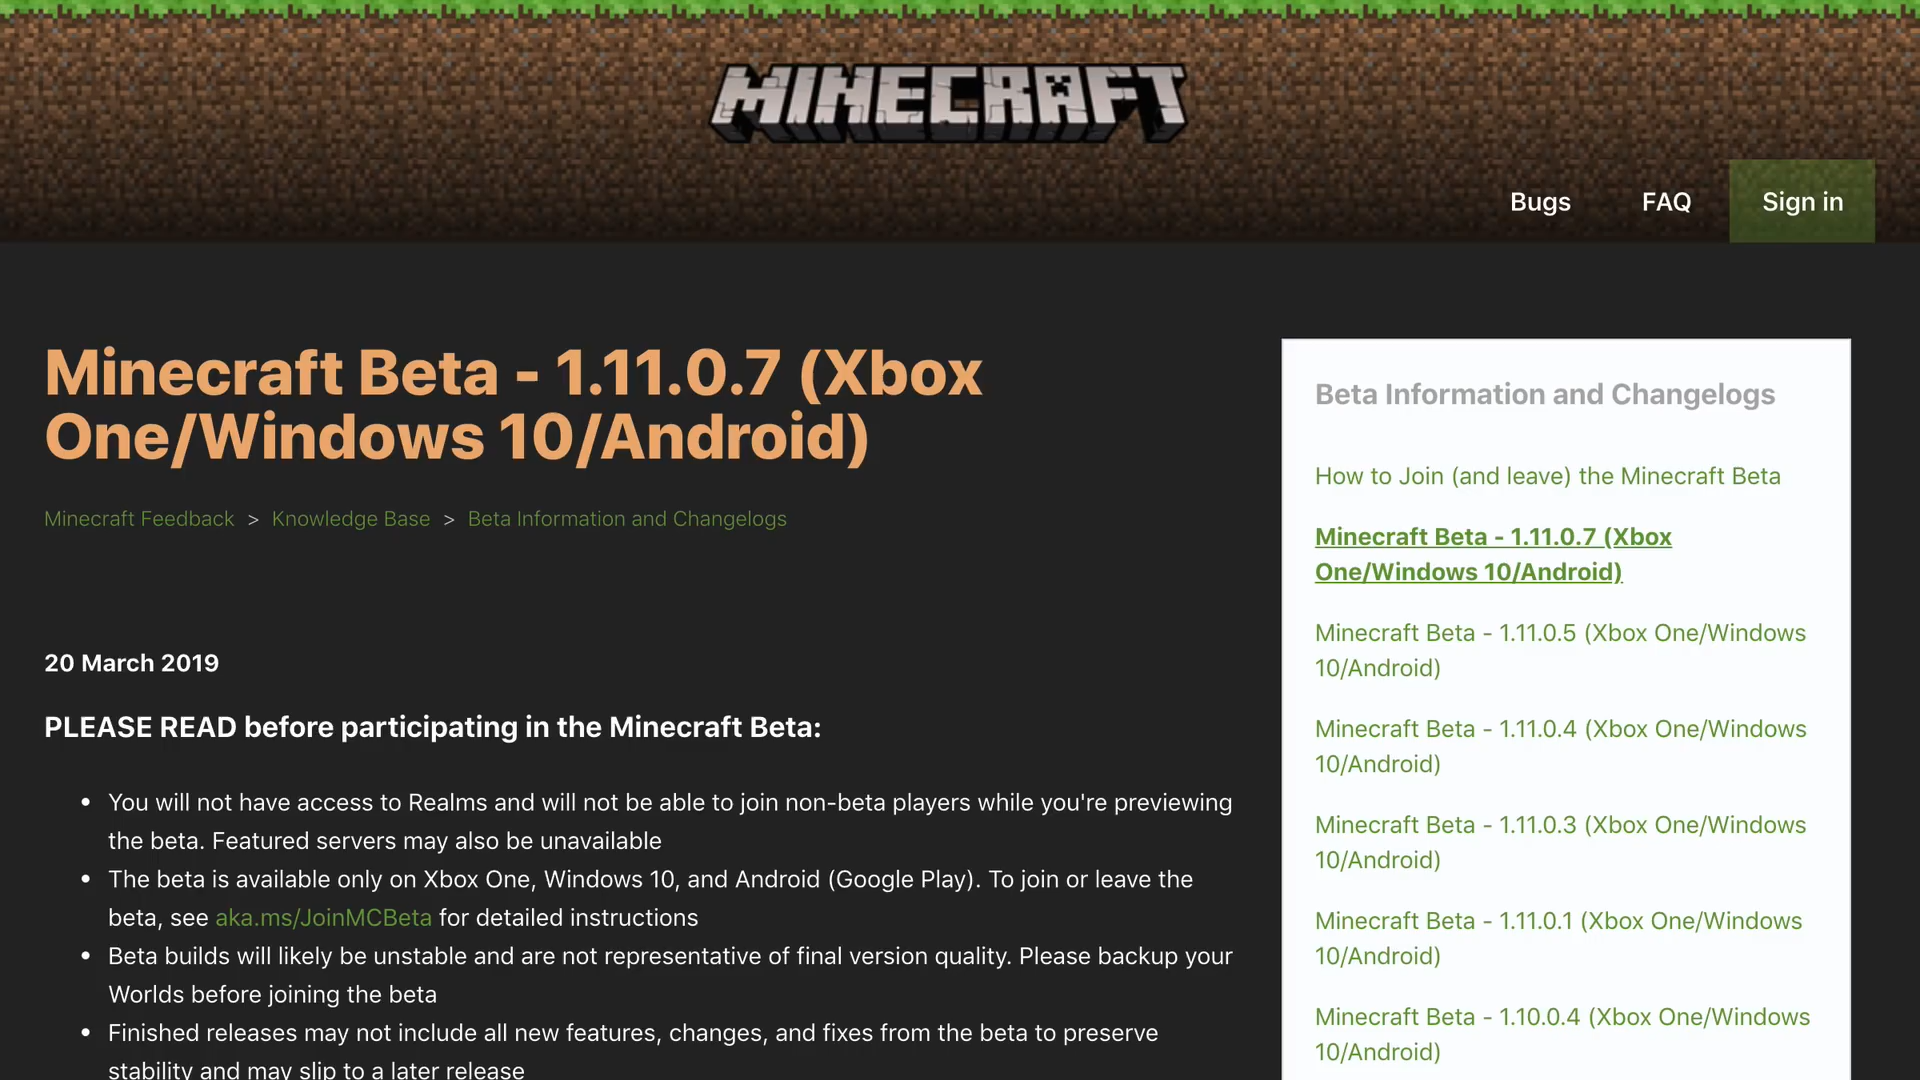 MINECRAFT
Bugs
FAQ
Sign in
Minecraft Beta - 1.11.0.7 (Xbox
One/Windows 10/Android)
Minecraft Feedback > Knowledge Base > Beta Information and Changelogs
20 March 2019
PLEASE READ before participating in the Minecraft Beta:
• You will not have access to Realms and will not be able to join non-beta players while you're previewing
the beta. Featured servers may also be unavailable
• The beta is available only on Xbox One, Windows 10, and Android (Google Play). To join or leave the
beta, see aka.ms/JoinMCBeta for detailed instructions
• Beta builds will likely be unstable and are not representative of final version quality. Please backup your
Worlds before joining the beta
• Finished releases may not include all new features, changes, and fixes from the beta to preserve
stability and may slip to a later release
Beta Information and Changelogs
How to Join (and leave) the Minecraft Beta
Minecraft Beta - 1.11.0.7 (Xbox
One/Windows 10/Android)
Minecraft Beta - 1.11.0.5 (Xbox One/Windows
10/Android)
Minecraft Beta - 1.11.0.4 (Xbox One/Windows
10/Android)
Minecraft Beta - 1.11.0.3 (Xbox One/Windows
10/Android)
Minecraft Beta - 1.11.0.1 (Xbox One/Windows
10/Android)
Minecraft Beta - 1.10.0.4 (Xbox One/Windows
10/Android)